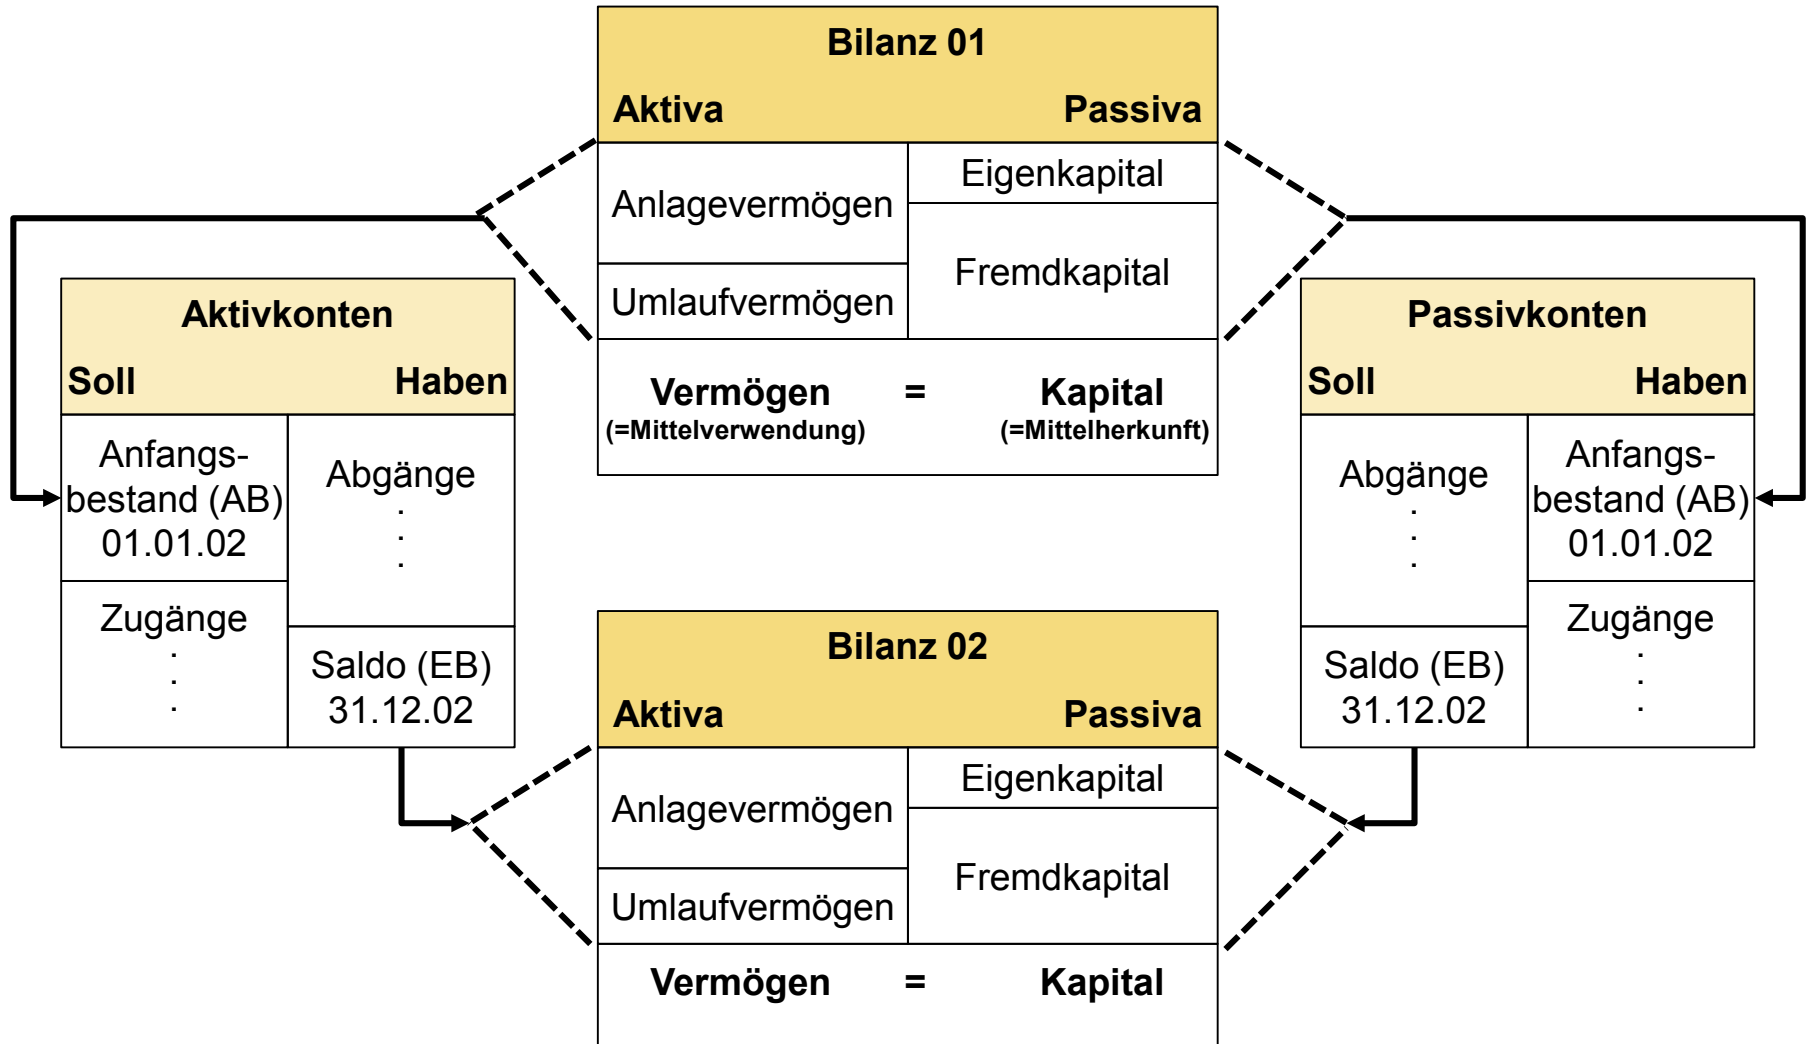 Bilanz 01
Aktiva Passiva
Anlagevermögen
Umlaufvermögen
Eigenkapital
Fremdkapital
Vermögen = Kapital
(=Mittelverwendung) (=Mittelherkunft)
Aktivkonten
Soll Haben
Anfangs-
bestand (AB)
01.01.02
Zugänge
.
.
.
Abgänge
.
.
.
Saldo (EB)
31.12.02
Passivkonten
Soll Haben
Abgänge
.
.
.
Saldo (EB)
31.12.02
Anfangs-
bestand (AB)
01.01.02
Zugänge
.
.
.
Bilanz 02
Aktiva Passiva
Anlagevermögen
Umlaufvermögen
Eigenkapital
Fremdkapital
Vermögen = Kapital